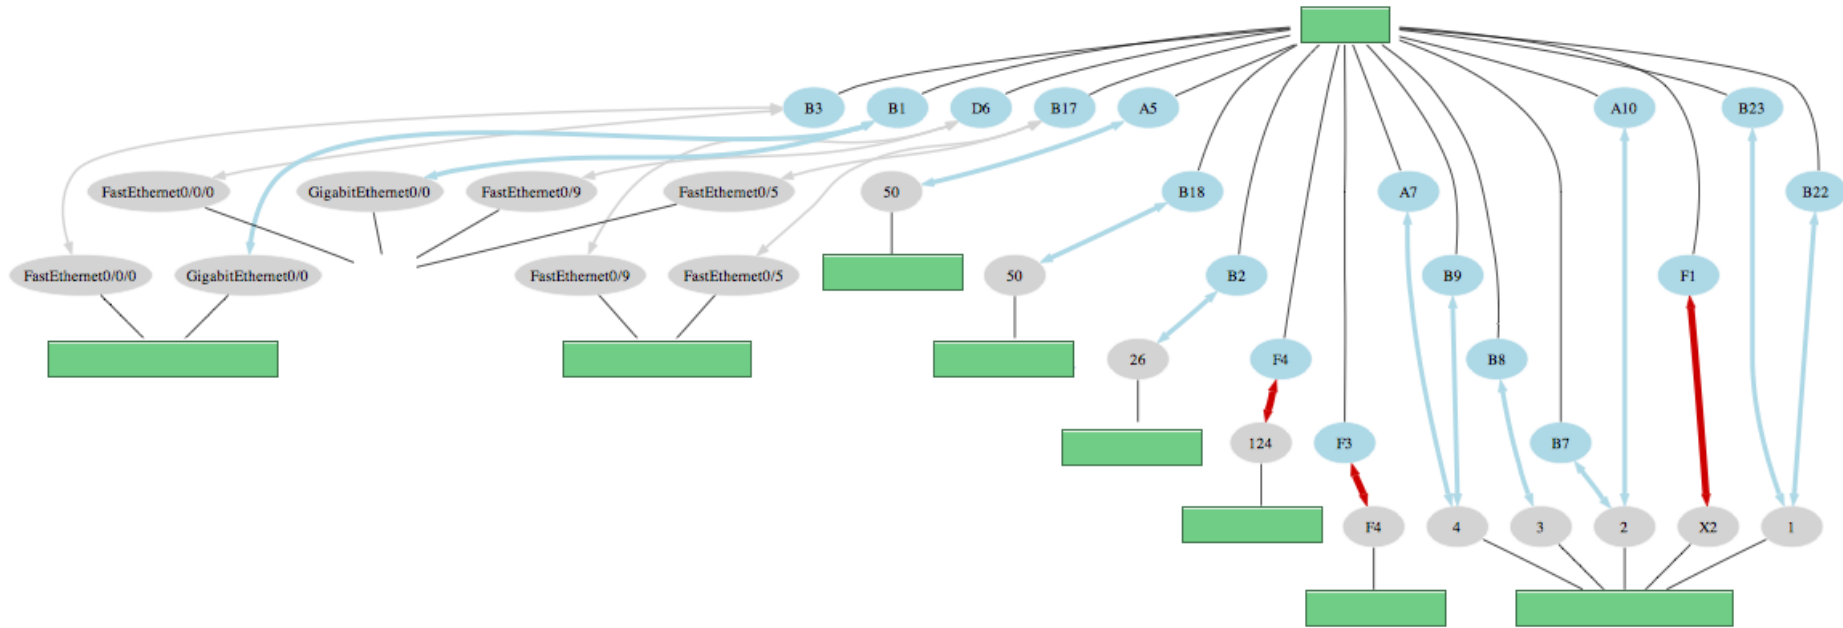 B3
B1
D6
B17
A5
A10
B23
FastEthernet0/0/0
GigabitEthernet0/0
FastEthernet0/9
FastEthernet0/5
50
B18
A7
B22
FastEthernet0/0/0
GigabitEthernet0/0
FastEthernet0/9
FastEthernet0/5
50
B2
B9
F1
26
F4
B8
124
F3
B7
F4
4
3
2
X2
1